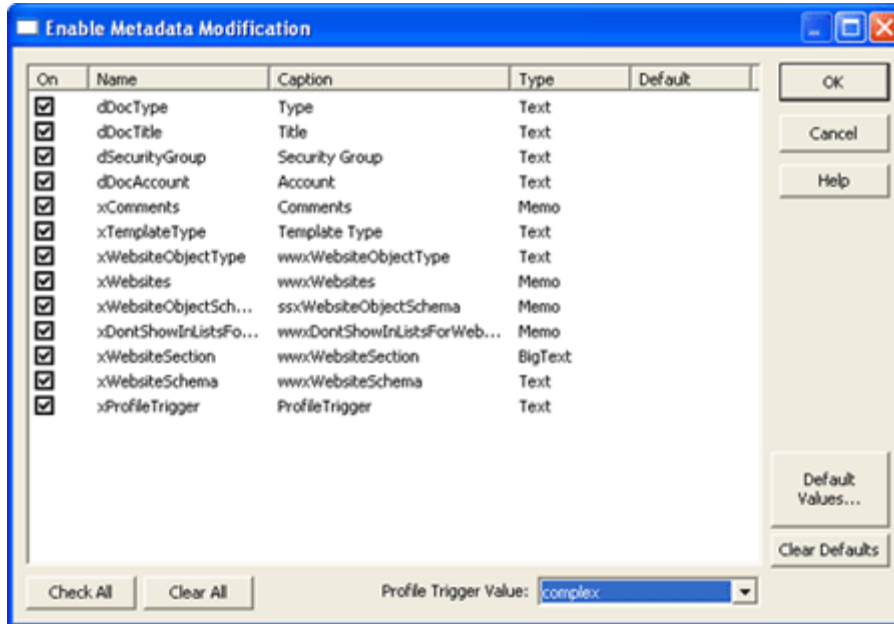 Enable Metadata Modification
On Name Caption Type Default
dDocType Type Text
dDocTitle Title Text
dSecurityGroup Security Group Text
dDocAccount Account Text
xComments Comments Memo
xTemplateType Template Type Text
xWebsiteObjectType wwxWebsiteObjectType Text
xWebsites wwxWebsites Memo
xWebsiteObjectSch... ssxWebsiteObjectSchema Memo
xDontShowInListsFo... wwxDontShowInListsForWeb... Memo
xWebsiteSection wwxWebsiteSection BigText
xWebsiteSchema wwxWebsiteSchema Text
xProfileTrigger ProfileTrigger Text
OK
Cancel
Help
Default
Values...
Clear Defaults
Check All Clear All Profile Trigger Value: complex